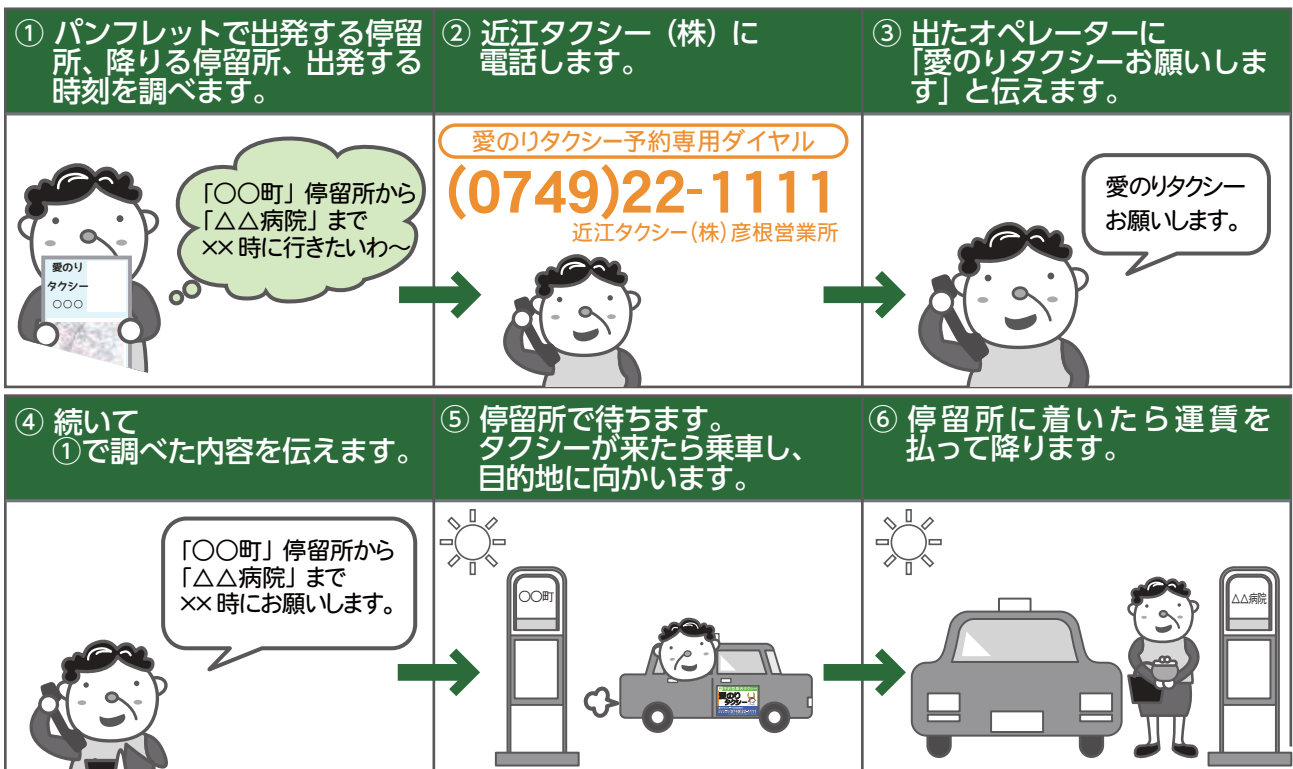 ① パンフレットで出発する停留
所、降りる停留所、出発する
時刻を調べます。
「〇〇町」停留所から
「△△病院」まで
×× 時に行きたいわ～
愛のり
タクシー
〇〇〇
② 近江タクシー（株）に
電話します。
愛のりタクシー予約専用ダイヤル
(0749)22-1111
近江タクシー(株)彦根営業所
③ 出たオペレーターに
「愛のりタクシーお願いしま
す」と伝えます。
愛のりタクシー
お願いします。
④ 続いて
①で調べた内容を伝えます。
「〇〇町」停留所から
「△△病院」まで
×× 時にお願いします。
⑤ 停留所で待ちます。
タクシーが来たら乗車し、
目的地に向かいます。
〇〇町
愛のり
タクシー
⑥ 停留所に着いたら運賃を
払って降ります。
△△病院